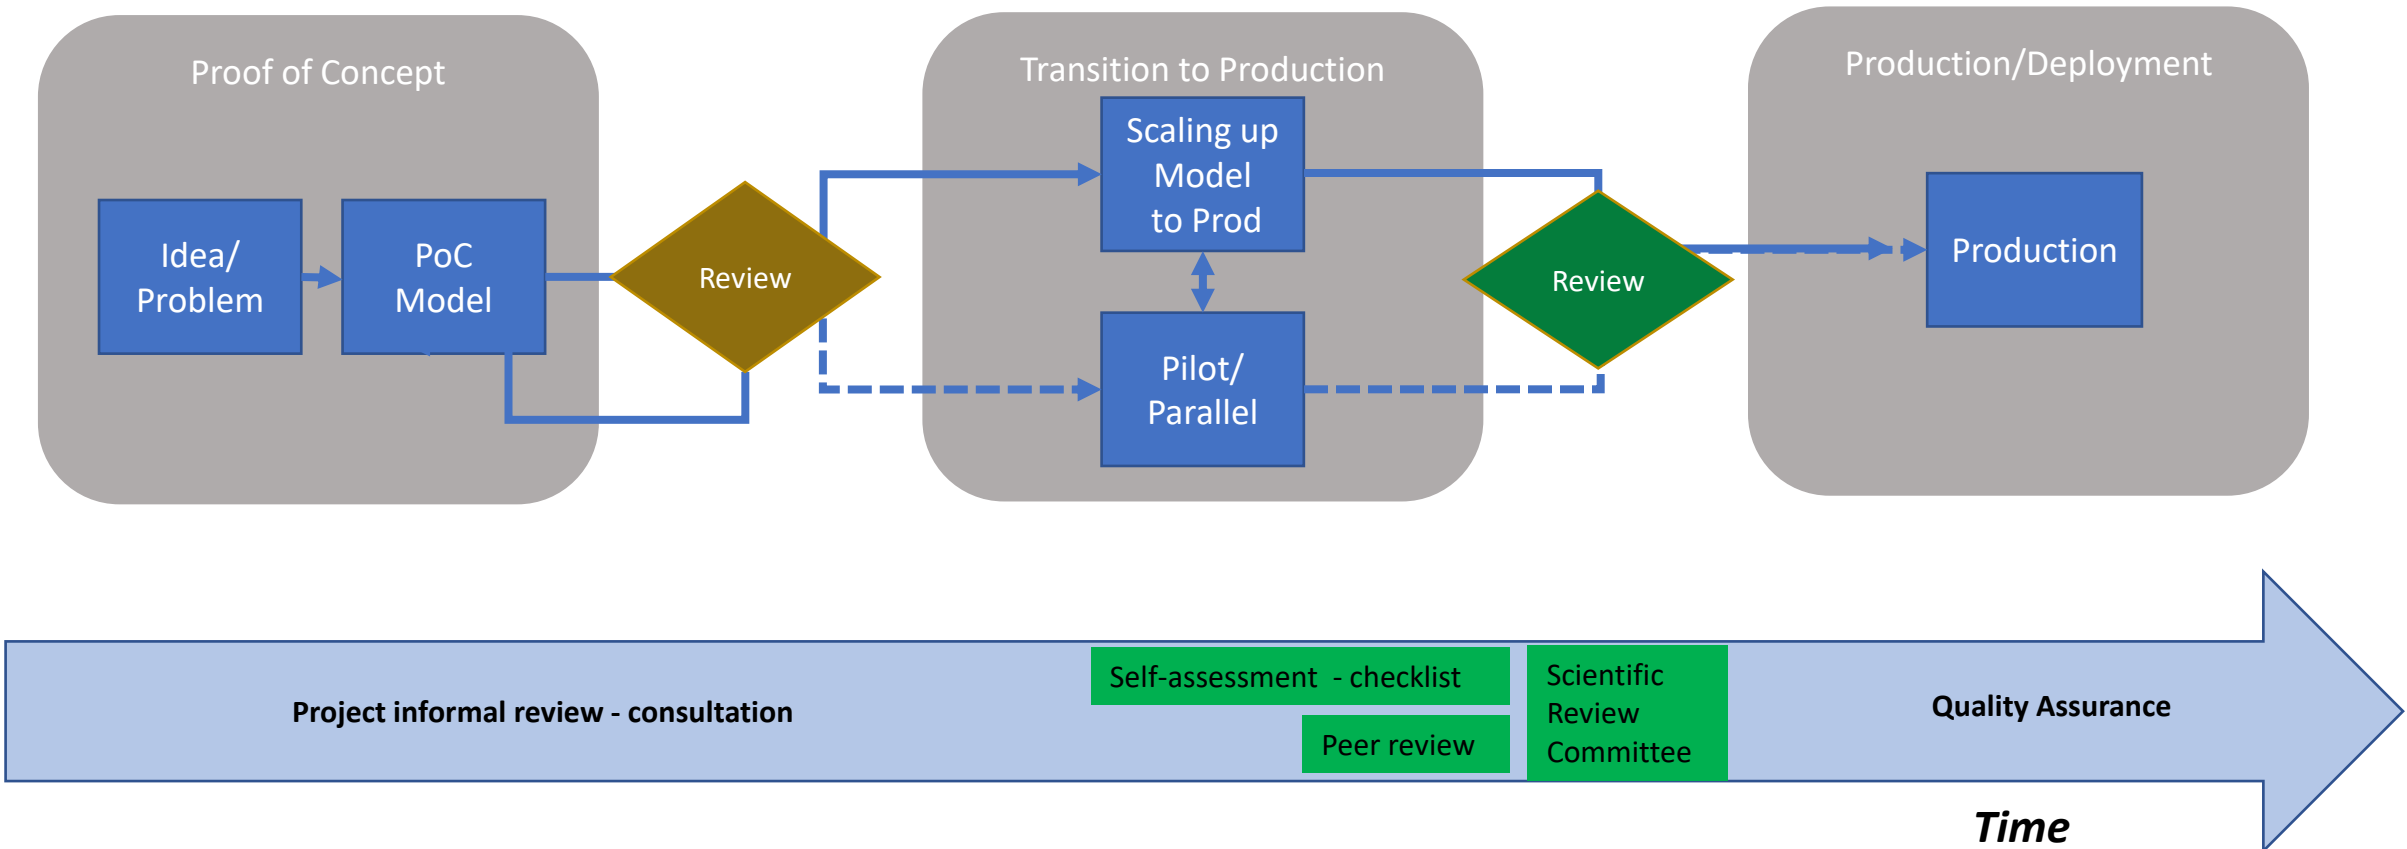 Proof of Concept
Idea/
Problem
PoC
Model
Review
Transition to Production
Scaling up
Model
to Prod
Pilot/
Parallel
Review
Production/Deployment
Production
Project informal review - consultation
Self-assessment - checklist
Peer review
Scientific
Review
Committee
Quality Assurance
Time